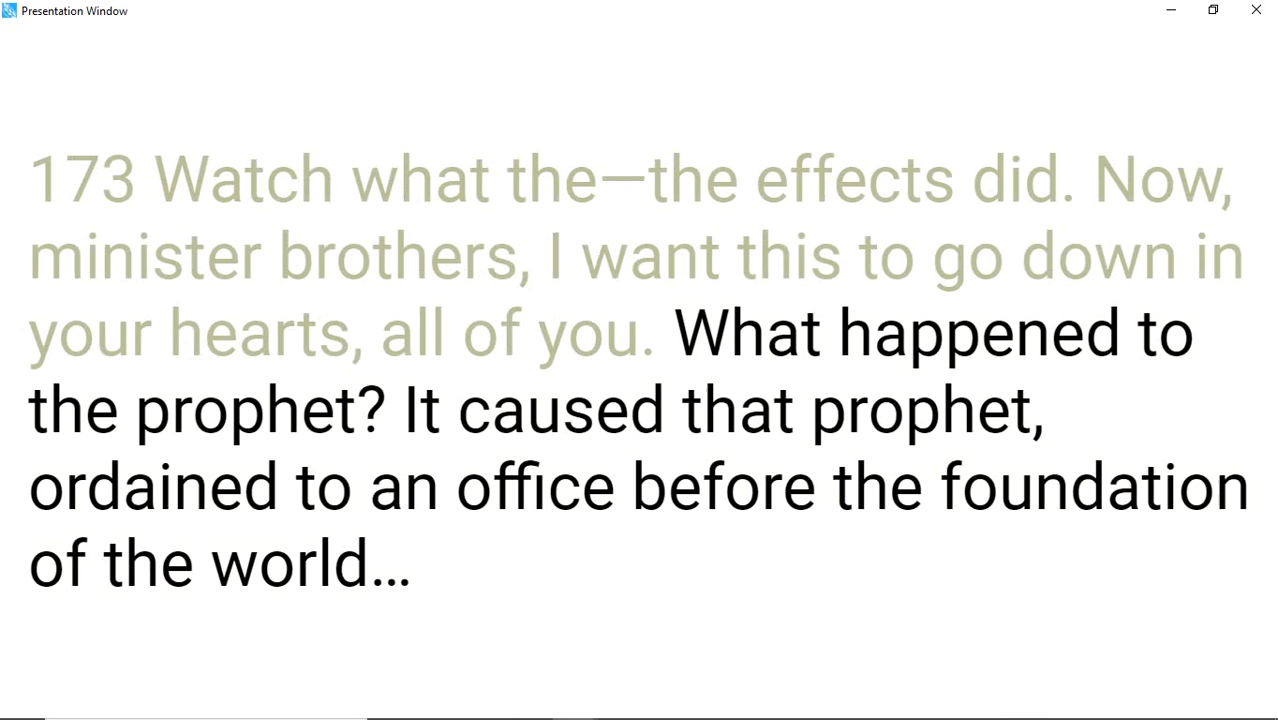 Presentation Window
173 Watch what the—the effects did. Now,
minister brothers, I want this to go down in
your hearts, all of you. What happened to
the prophet? It caused that prophet,
ordained to an office before the foundation
of the world…